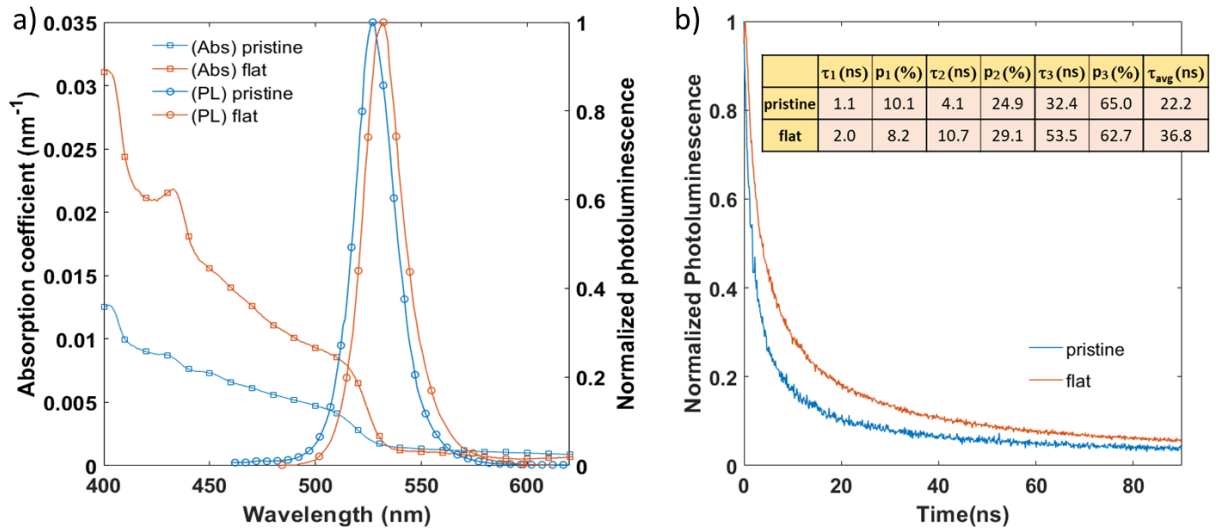 a)
Absorption coefficient (nm⁻¹)
0.035
0.03
0.025
0.02
0.015
0.01
0.005
0
(Abs) pristine
(Abs) flat
(PL) pristine
(PL) flat
1
0.8
0.6
0.4
0.2
0
Normalized photoluminescence
400 450 500 550 600
Wavelength (nm)
b)
Normalized Photoluminescence
1
0.8
0.6
0.4
0.2
0
τ1 (ns) p1 (%) τ2 (ns) p2 (%) τ3 (ns) p3 (%) τavg (ns)
pristine 1.1 10.1 4.1 24.9 32.4 65.0 22.2
flat 2.0 8.2 10.7 29.1 53.5 62.7 36.8
pristine
flat
0 20 40 60 80
Time(ns)